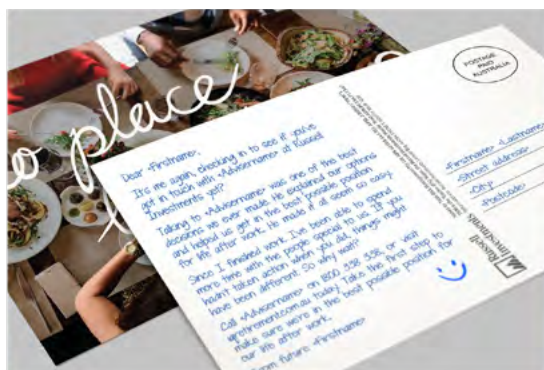 o place
Dear <Firstname>,
It's me again, checking in to see if you've
got in touch with <Advisername> at Russell
Investments yet?
Talking to <Advisername> was one of the best
decisions we ever made. He explained our options
and helped us get in the best possible position
for life after work. He made it all seem so easy.
Since I finished work, I've been able to spend
more time with the people special to us. If you
hadn't taken action when you did, things might
have been different. So why wait?
Call <Advisername> on 800 338 338 or visit
today. Take the first step to
make sure we're in the best possible position for
our life after work.
From future <Firstname>
POSTAGE
PAID
AUSTRALIA
<Firstname> <Lastname>
<Street address>
<City>
<Postcode>
Russell
Investments